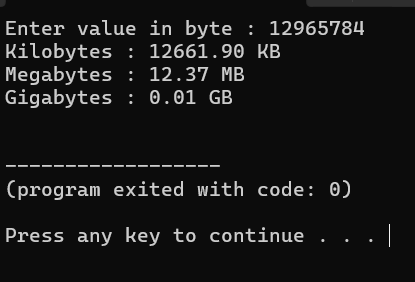 Enter value in byte : 12965784
Kilobytes : 12661.90 KB
Megabytes : 12.37 MB
Gigabytes : 0.01 GB
------------------
(program exited with code: 0)
Press any key to continue . . .